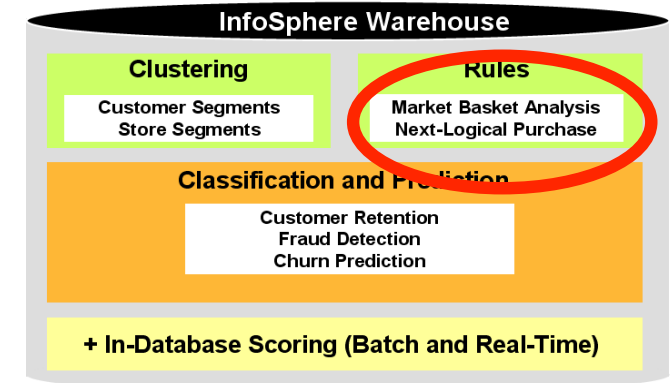 InfoSphere Warehouse
Clustering
Customer Segments
Store Segments
Rules
Market Basket Analysis
Next-Logical Purchase
Classification and Prediction
Customer Retention
Fraud Detection
Churn Prediction
+ In-Database Scoring (Batch and Real-Time)